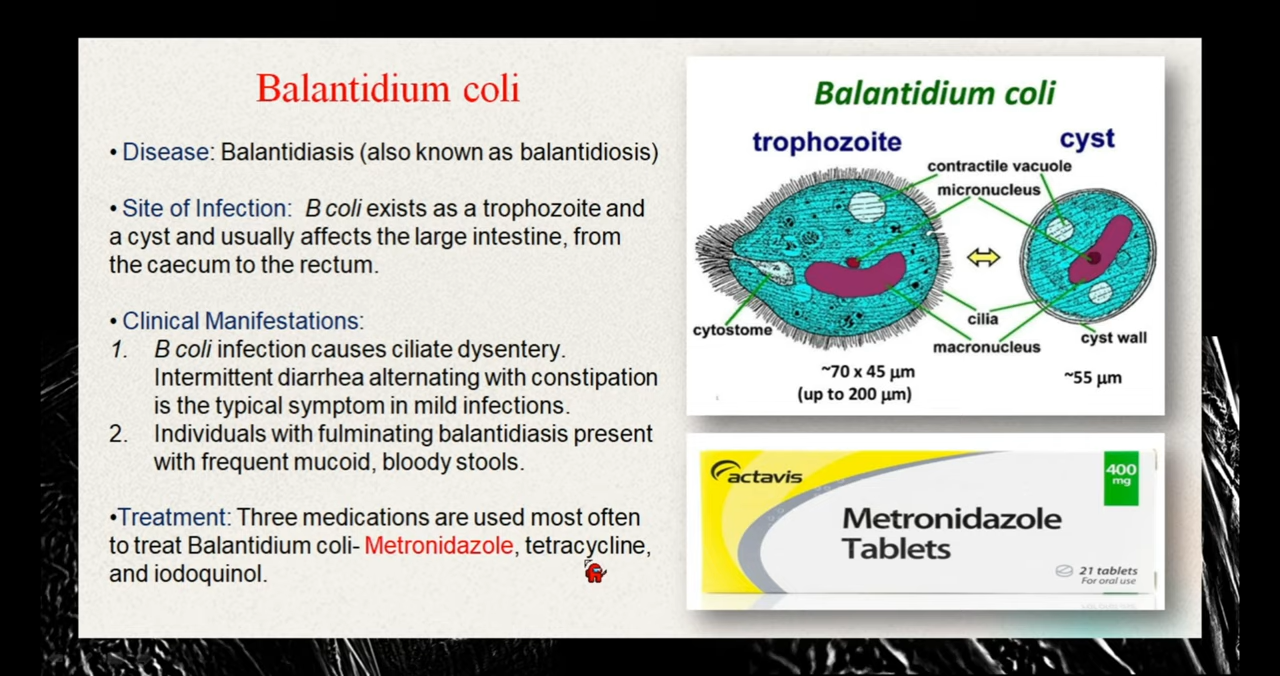 Balantidium coli
• Disease: Balantidiasis (also known as balantidiosis)
• Site of Infection: B coli exists as a trophozoite and
a cyst and usually affects the large intestine, from
the caecum to the rectum.
• Clinical Manifestations:
1. B coli infection causes ciliate dysentery.
Intermittent diarrhea alternating with constipation
is the typical symptom in mild infections.
2. Individuals with fulminating balantidiasis present
with frequent mucoid, bloody stools.
•Treatment: Three medications are used most often
to treat Balantidium coli- Metronidazole, tetracycline,
and iodoquinol.
Balantidium coli
trophozoite
cyst
contractile vacuole
micronucleus
cytostome
cilia
macronucleus
cyst wall
~70 x 45 µm
(up to 200 µm)
~55 µm
actavis
400
mg
Metronidazole
Tablets
21 tablets
For oral use